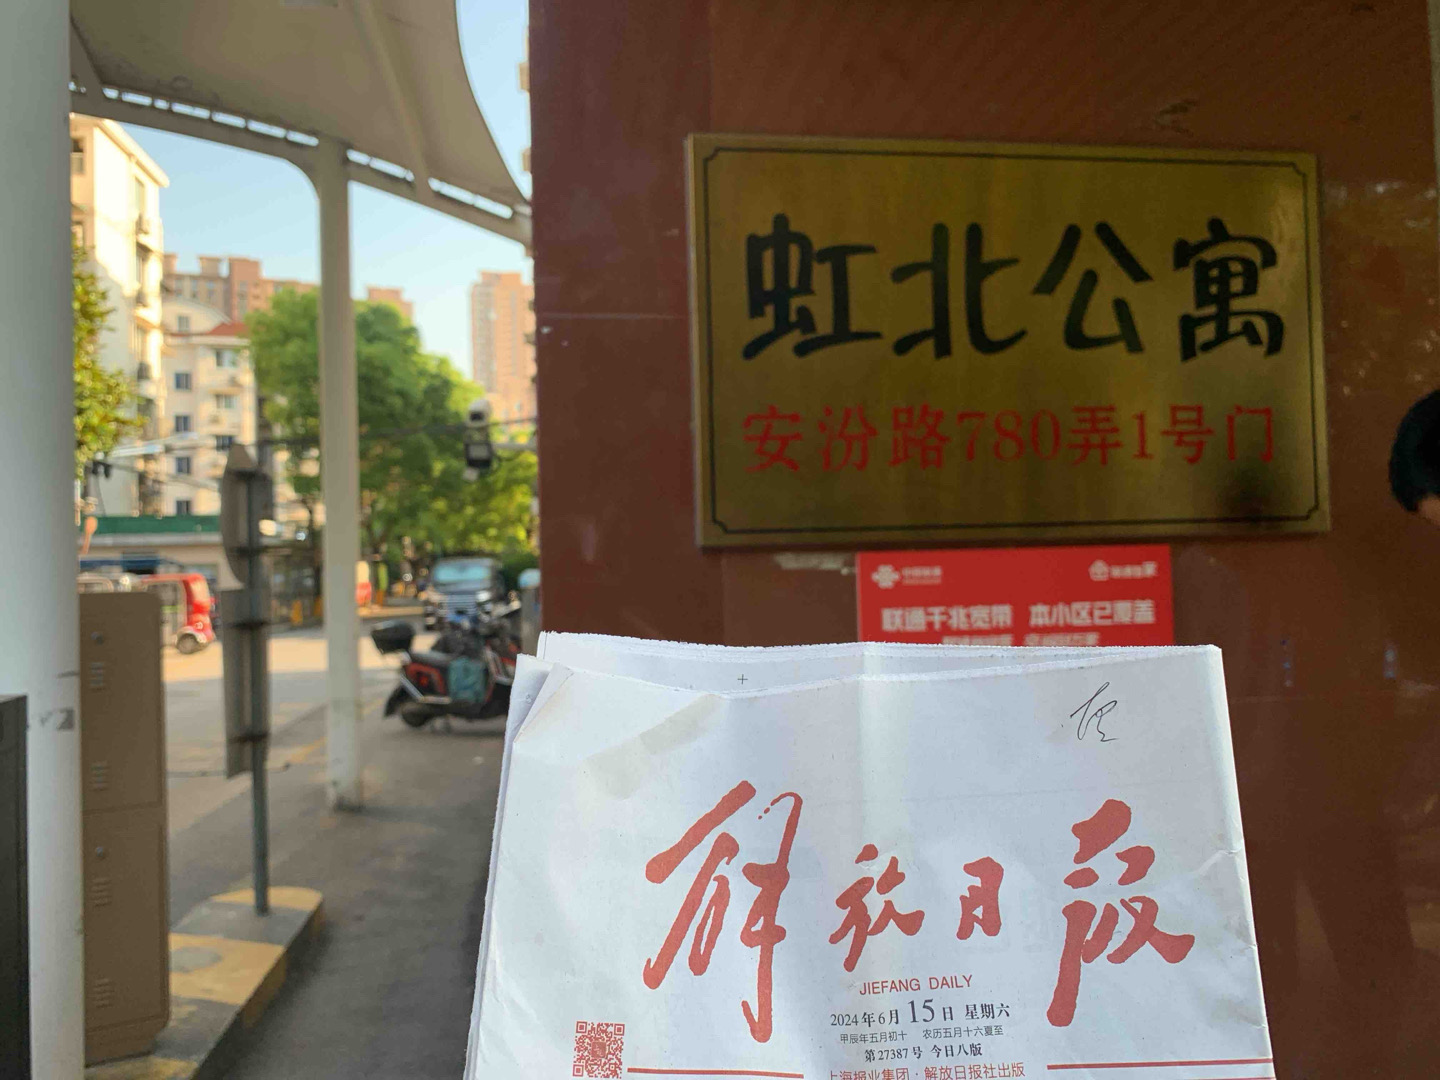 虹北公寓
安汾路780弄1号门
联通千兆宽带 本小区已覆盖
解放日报
JIEFANG DAILY
2024年6月15日 星期六
甲辰年五月初十 农历五月十六夏至
第27387号 今日八版
上海报业集团·解放日报社出版